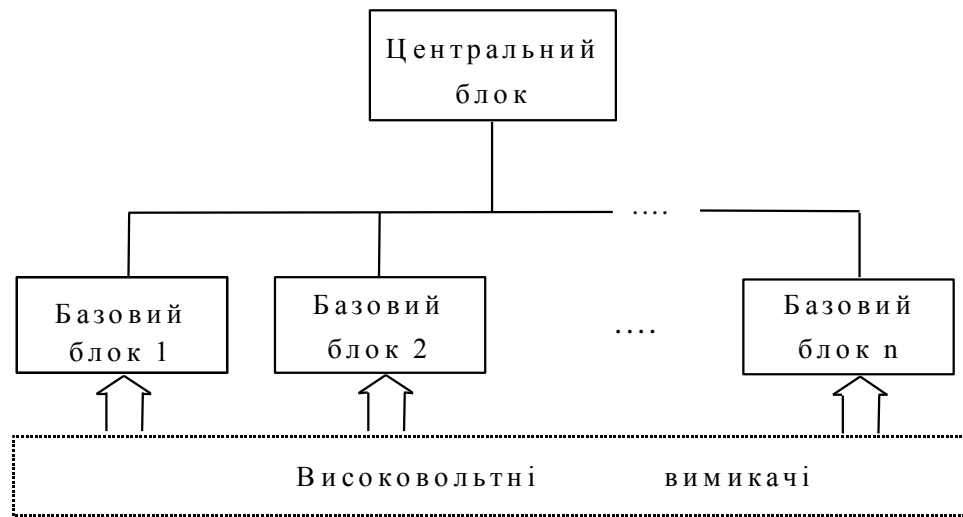 Центральний
блок
....
Базовий
блок 1
Базовий
блок 2
....
Базовий
блок n
Високовольтні вимикачі